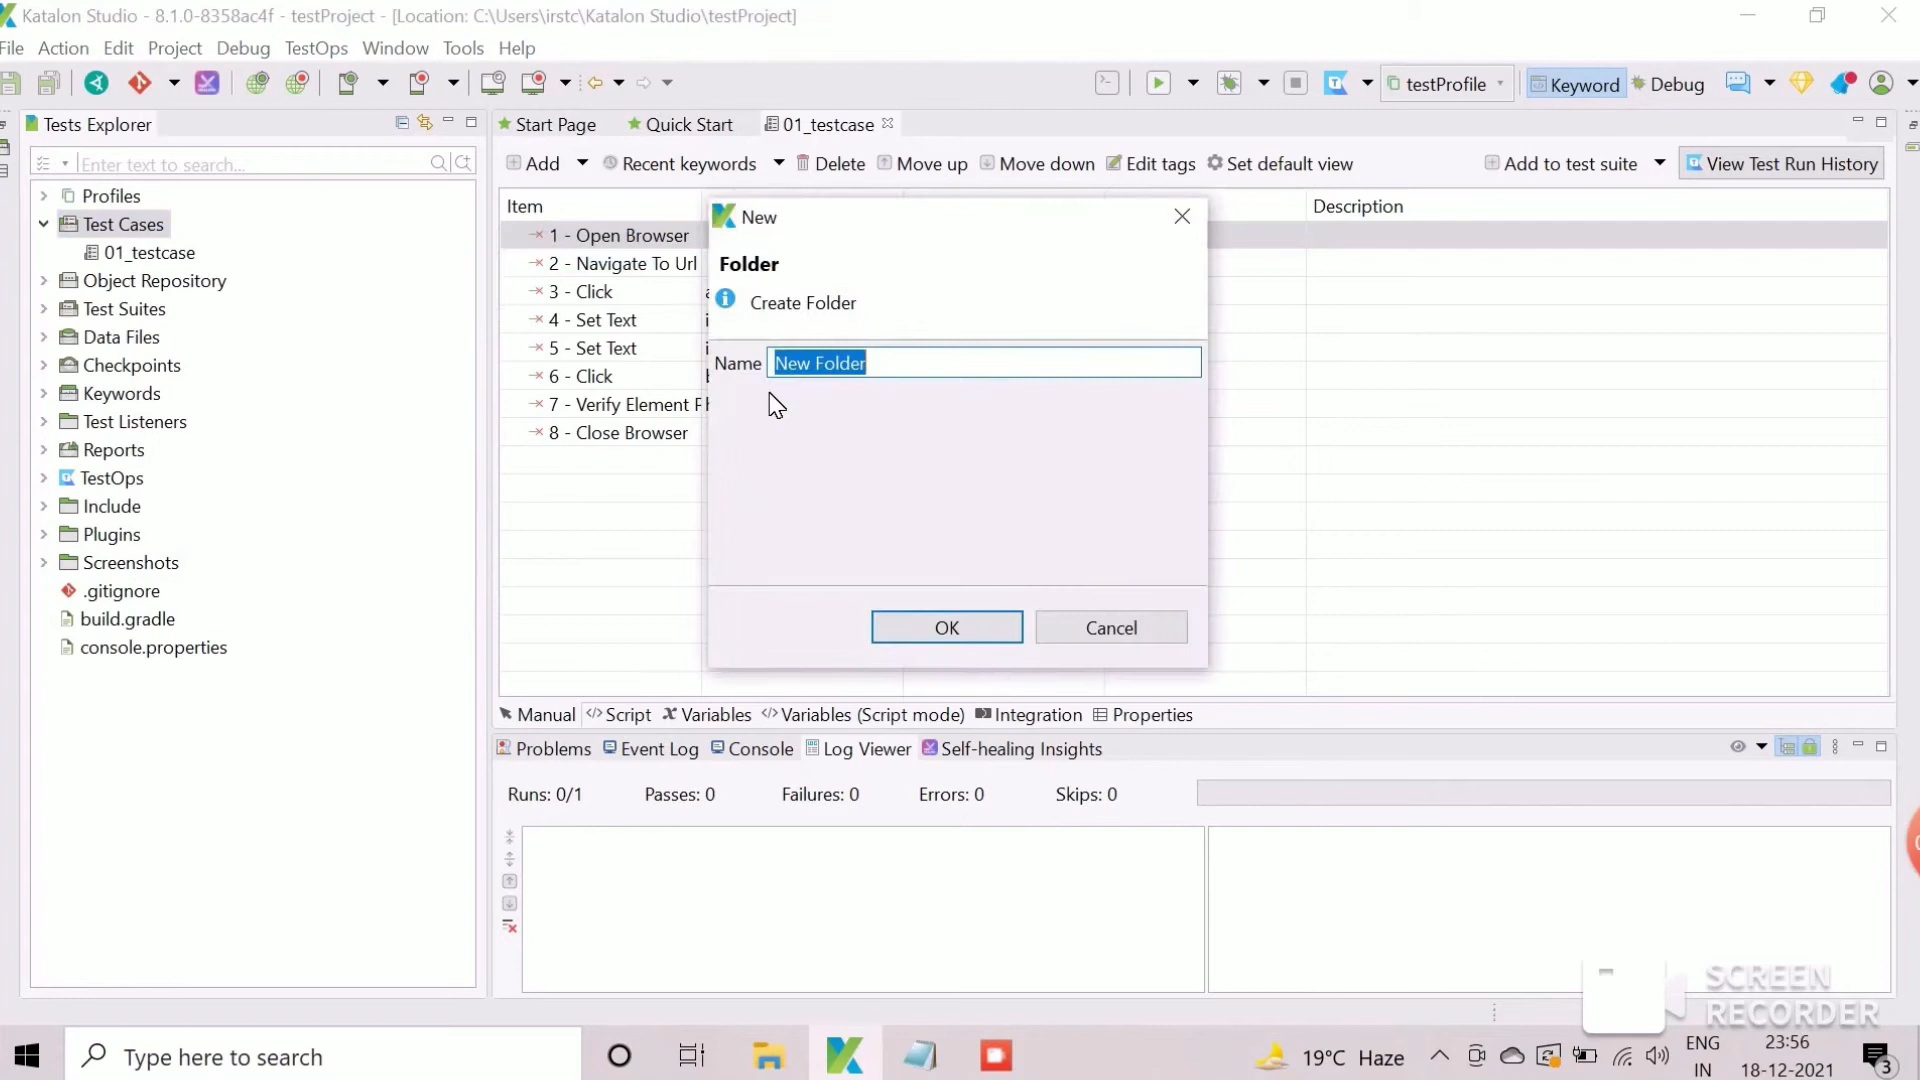 Katalon Studio - 8.1.0-8358ac4f - testProject - [Location: C:\Users\irstc\Katalon Studio\testProject]
File Action Edit Project Debug TestOps Window Tools Help
testProfile Keyword Debug
Tests Explorer
Start Page Quick Start 01_testcase
Enter text to search...
Add Recent keywords Delete Move up Move down Edit tags Set default view Add to test suite View Test Run History
Profiles
Test Cases
01_testcase
Object Repository
Test Suites
Data Files
Checkpoints
Keywords
Test Listeners
Reports
TestOps
Include
Plugins
Screenshots
.gitignore
build.gradle
console.properties
Item Description
1 - Open Browser
2 - Navigate To Url
3 - Click
4 - Set Text
5 - Set Text
6 - Click
7 - Verify Element P
8 - Close Browser
New
Folder
Create Folder
Name New Folder
OK Cancel
Manual Script Variables Variables (Script mode) Integration Properties
Problems Event Log Console Log Viewer Self-healing Insights
Runs: 0/1 Passes: 0 Failures: 0 Errors: 0 Skips: 0
SCREEN
RECORDER
Type here to search
19°C Haze
ENG
IN
23:56
18-12-2021
3